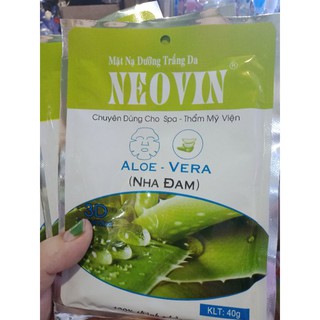 Mặt Nạ Dưỡng Trắng Da
NEOVIN®
Chuyên Dùng Cho Spa - Thẩm Mỹ Viện
ALOE - VERA
(NHA ĐAM)
3D
KLT: 40g